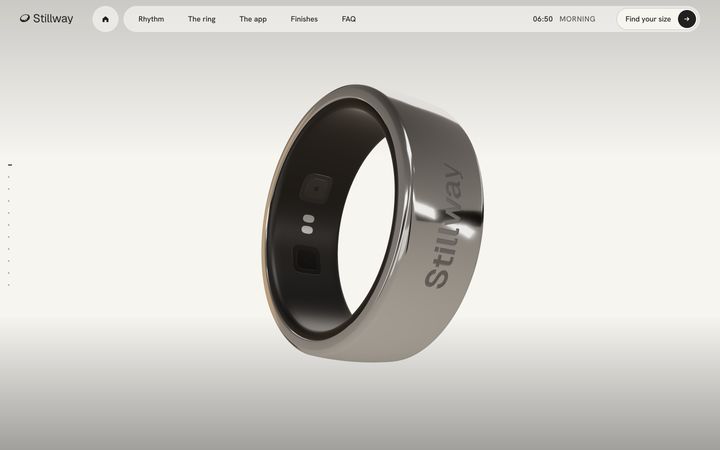 Stillway
Rhythm
The ring
The app
Finishes
FAQ
06:50 MORNING
Find your size
Stillway